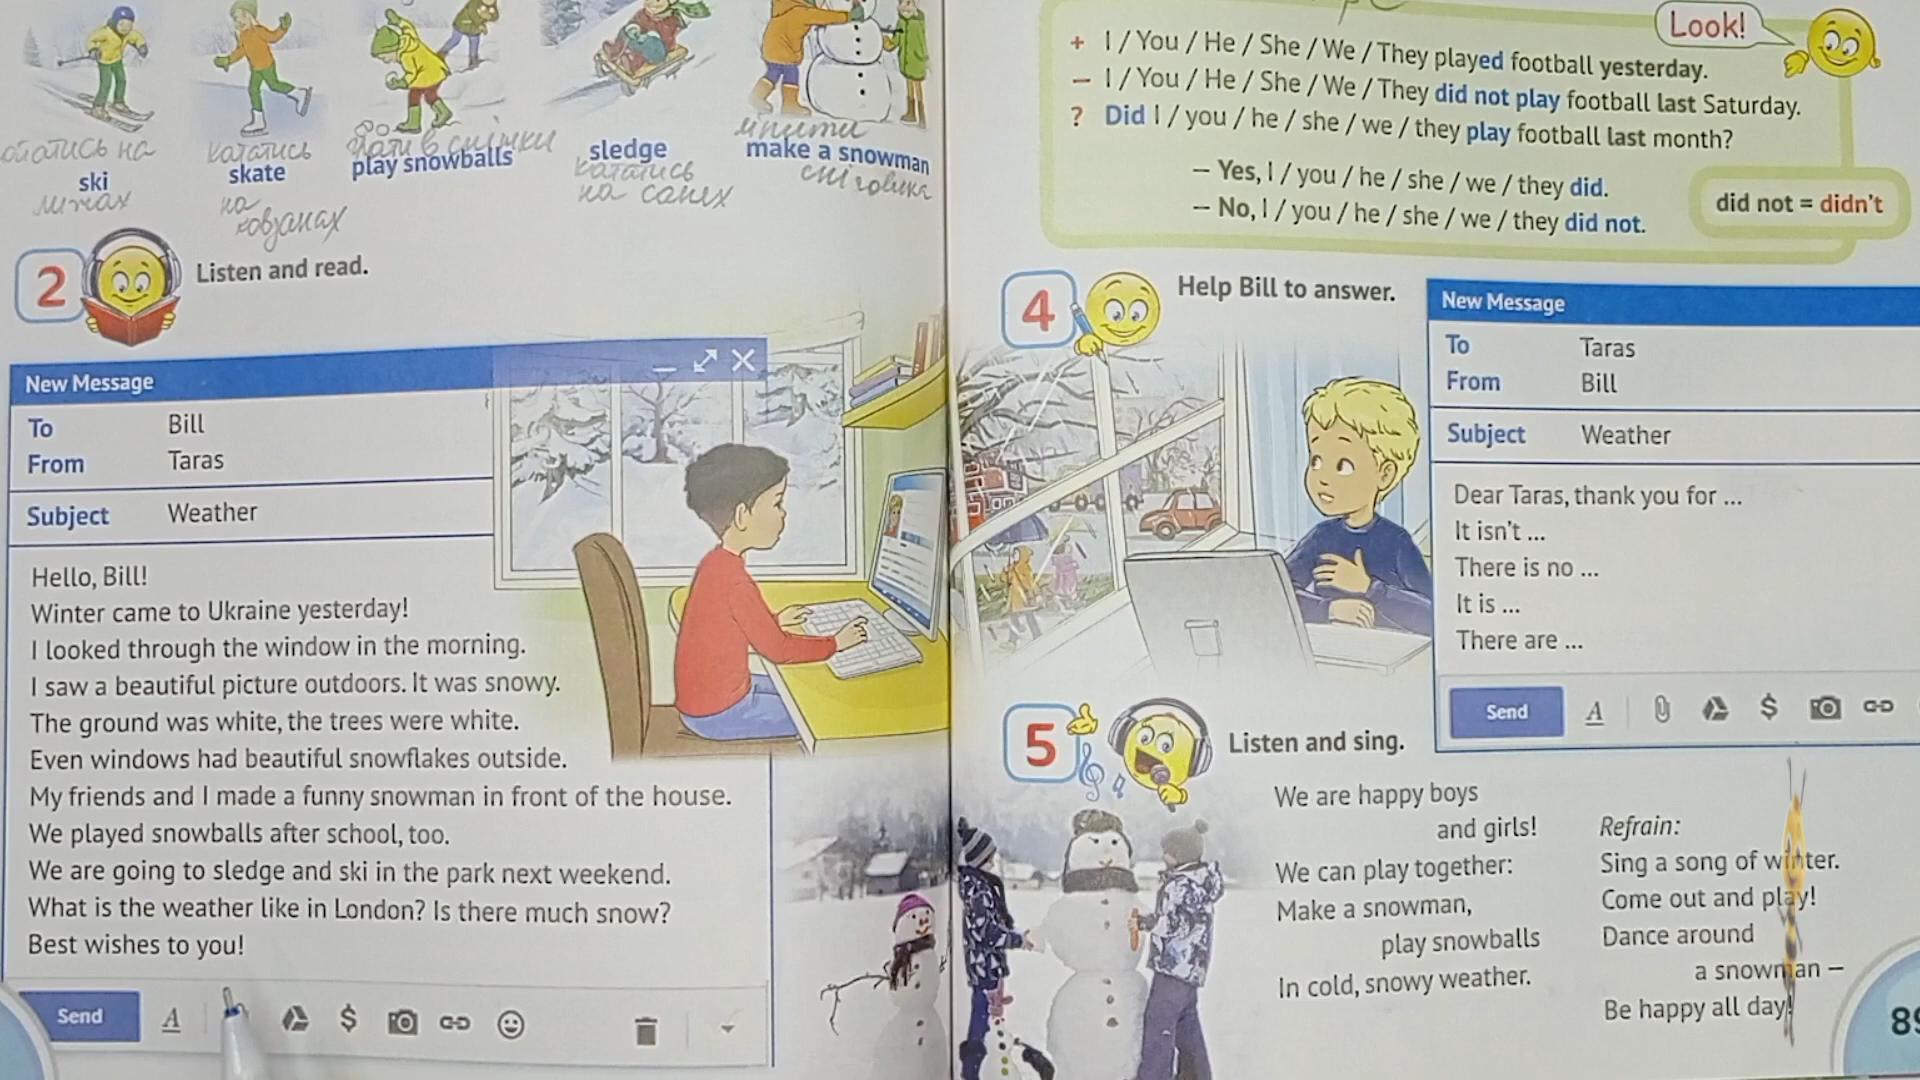 ski
лижах
skate
кататись
на
ковзанах
play snowballs
sledge
кататись
на санях
ліпити
make a snowman
сніговика
2
Listen and read.
New Message
To Bill
From Taras
Subject Weather
Hello, Bill!
Winter came to Ukraine yesterday!
I looked through the window in the morning.
I saw a beautiful picture outdoors. It was snowy.
The ground was white, the trees were white.
Even windows had beautiful snowflakes outside.
My friends and I made a funny snowman in front of the house.
We played snowballs after school, too.
We are going to sledge and ski in the park next weekend.
What is the weather like in London? Is there much snow?
Best wishes to you!
Send
Look!
+ I / You / He / She / We / They played football yesterday.
– I / You / He / She / We / They did not play football last Saturday.
? Did I / you / he / she / we / they play football last month?
– Yes, I / you / he / she / we / they did.
– No, I / you / he / she / we / they did not.
did not = didn't
4
Help Bill to answer.
New Message
To Taras
From Bill
Subject Weather
Dear Taras, thank you for ...
It isn't ...
There is no ...
It is ...
There are ...
Send
5
Listen and sing.
We are happy boys
and girls!
We can play together:
Make a snowman,
play snowballs
In cold, snowy weather.
Refrain:
Sing a song of winter.
Come out and play!
Dance around
a snowman –
Be happy all day!
89